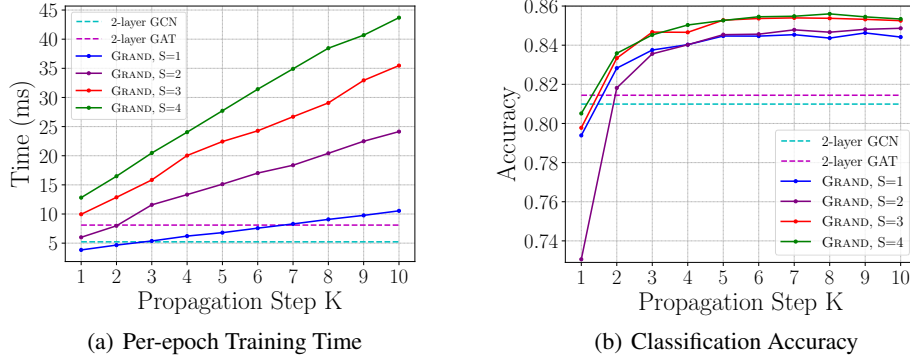 45
40
35
30
25
20
15
10
5
Time (ms)
2-layer GCN
2-layer GAT
GRAND, S=1
GRAND, S=2
GRAND, S=3
GRAND, S=4
1 2 3 4 5 6 7 8 9 10
Propagation Step K
(a) Per-epoch Training Time
0.86
0.84
0.82
0.80
0.78
0.76
0.74
Accuracy
2-layer GCN
2-layer GAT
GRAND, S=1
GRAND, S=2
GRAND, S=3
GRAND, S=4
1 2 3 4 5 6 7 8 9 10
Propagation Step K
(b) Classification Accuracy